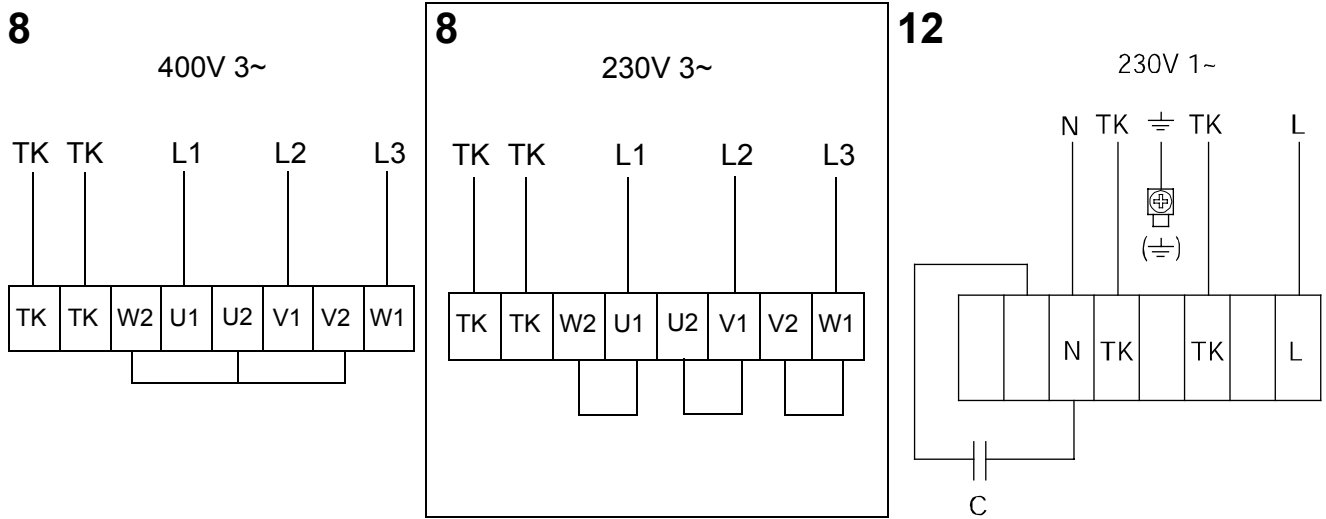 8
400V 3~
TK TK L1 L2 L3
TK TK W2 U1 U2 V1 V2 W1
8
230V 3~
TK TK L1 L2 L3
TK TK W2 U1 U2 V1 V2 W1
12
230V 1~
N TK ⏚ TK L
(⏚)
N TK TK L
C